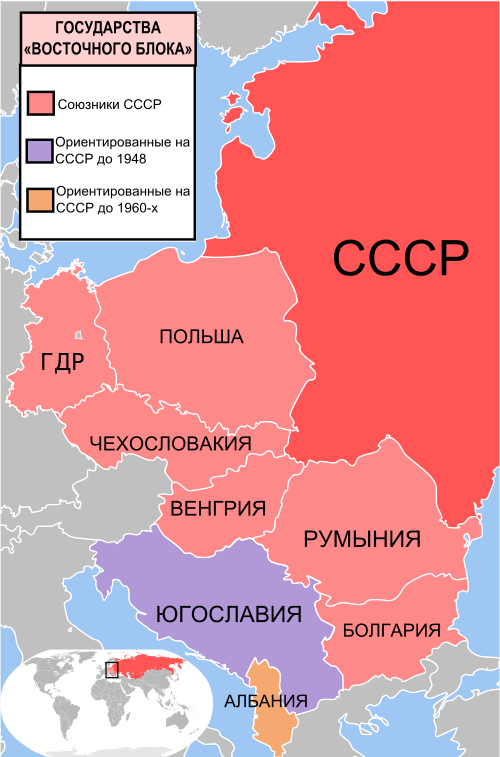 ГОСУДАРСТВА
«ВОСТОЧНОГО БЛОКА»
Союзники СССР
Ориентированные на
СССР до 1948
Ориентированные на
СССР до 1960-х
СССР
ПОЛЬША
ГДР
ЧЕХОСЛОВАКИЯ
ВЕНГРИЯ
РУМЫНИЯ
ЮГОСЛАВИЯ
БОЛГАРИЯ
АЛБАНИЯ